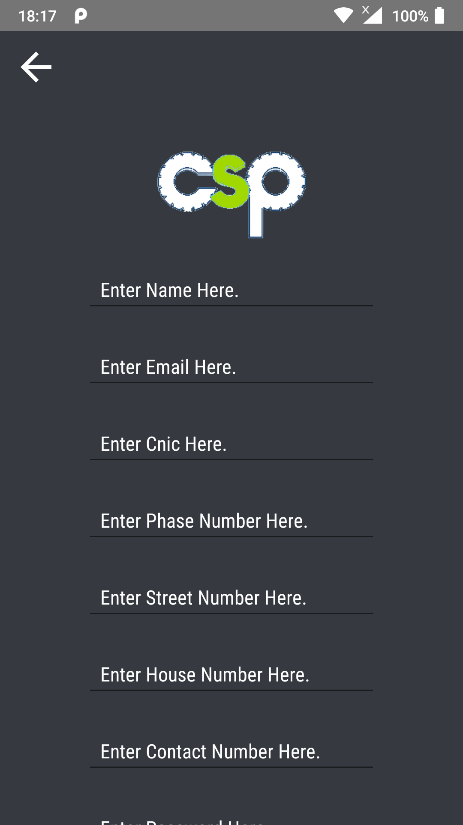 18:17
100%
csp
Enter Name Here.
Enter Email Here.
Enter Cnic Here.
Enter Phase Number Here.
Enter Street Number Here.
Enter House Number Here.
Enter Contact Number Here.